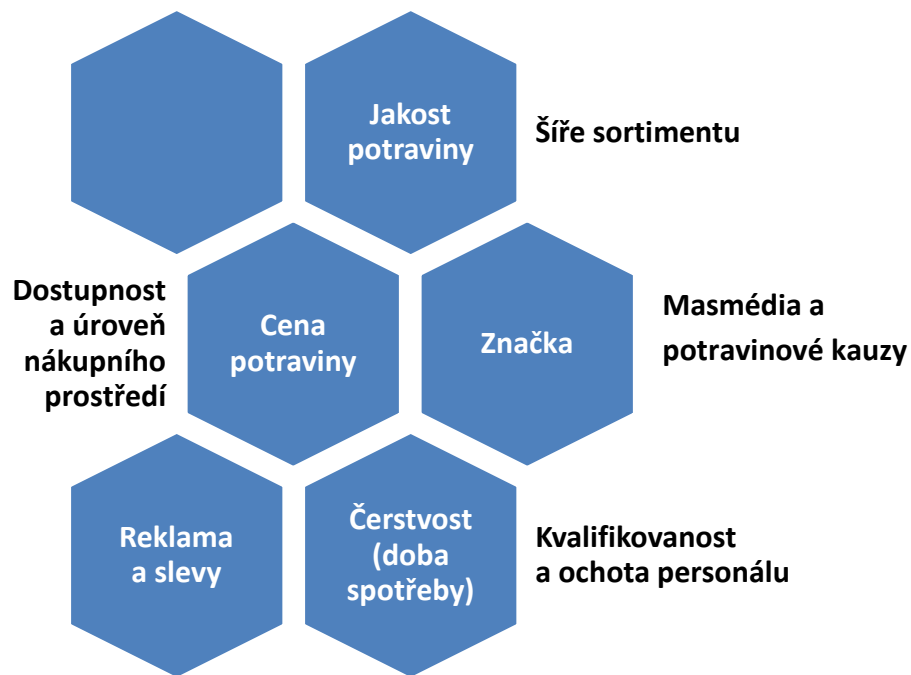 Jakost
potraviny
Šíře sortimentu
Dostupnost
a úroveň
nákupního
prostředí
Cena
potraviny
Značka
Masmédia a
potravinové kauzy
Reklama
a slevy
Čerstvost
(doba
spotřeby)
Kvalifikovanost
a ochota personálu